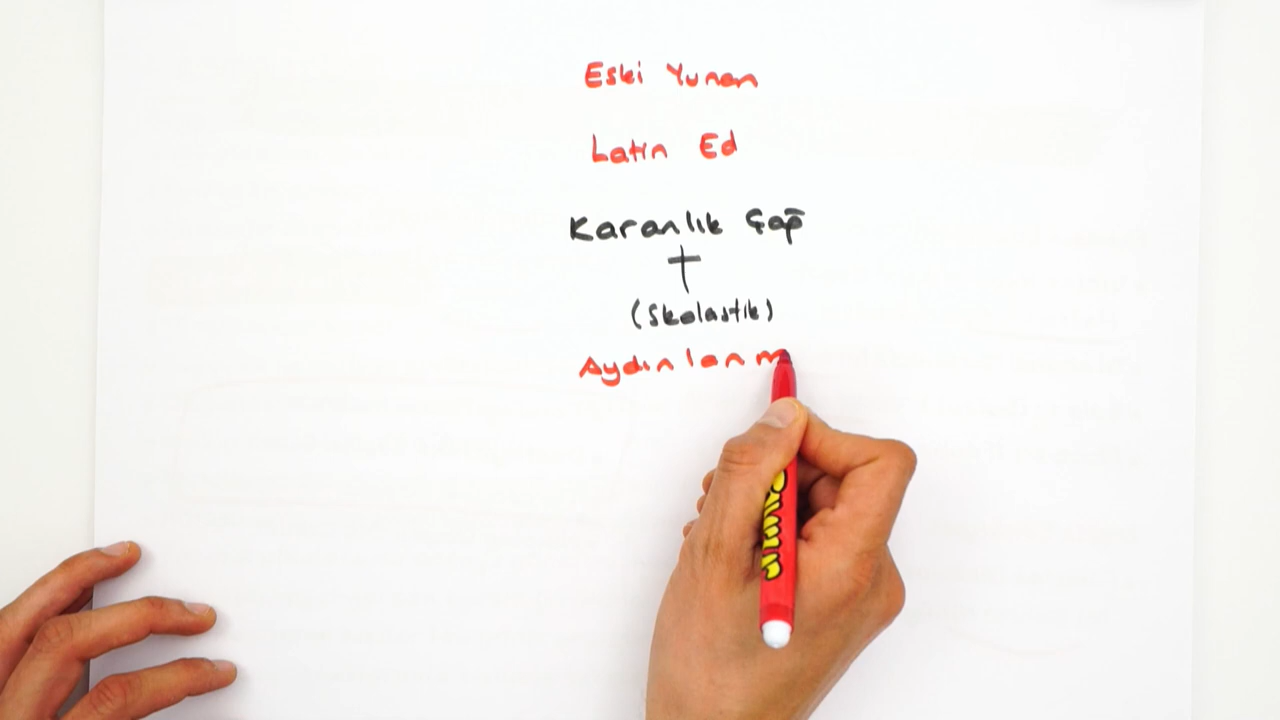 Eski Yunan
Latin Ed
Karanlık Çağ
(Skolastik)
Aydınlanm